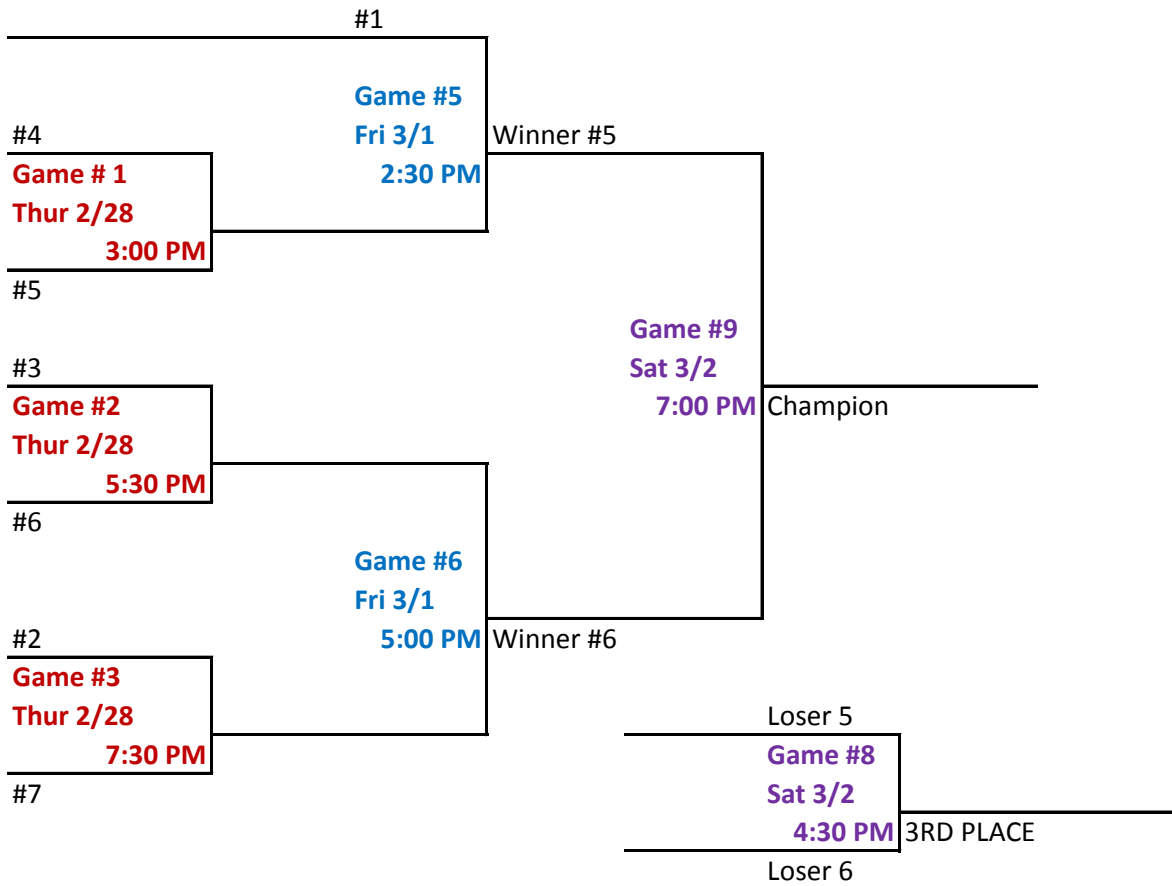 #1
Game #5
Fri 3/1
2:30 PM
#4
Winner #5
Game # 1
Thur 2/28
3:00 PM
#5
Game #9
Sat 3/2
7:00 PM
Champion
#3
Game #2
Thur 2/28
5:30 PM
#6
Game #6
Fri 3/1
5:00 PM
Winner #6
#2
Game #3
Thur 2/28
7:30 PM
#7
Loser 5
Game #8
Sat 3/2
4:30 PM
3RD PLACE
Loser 6